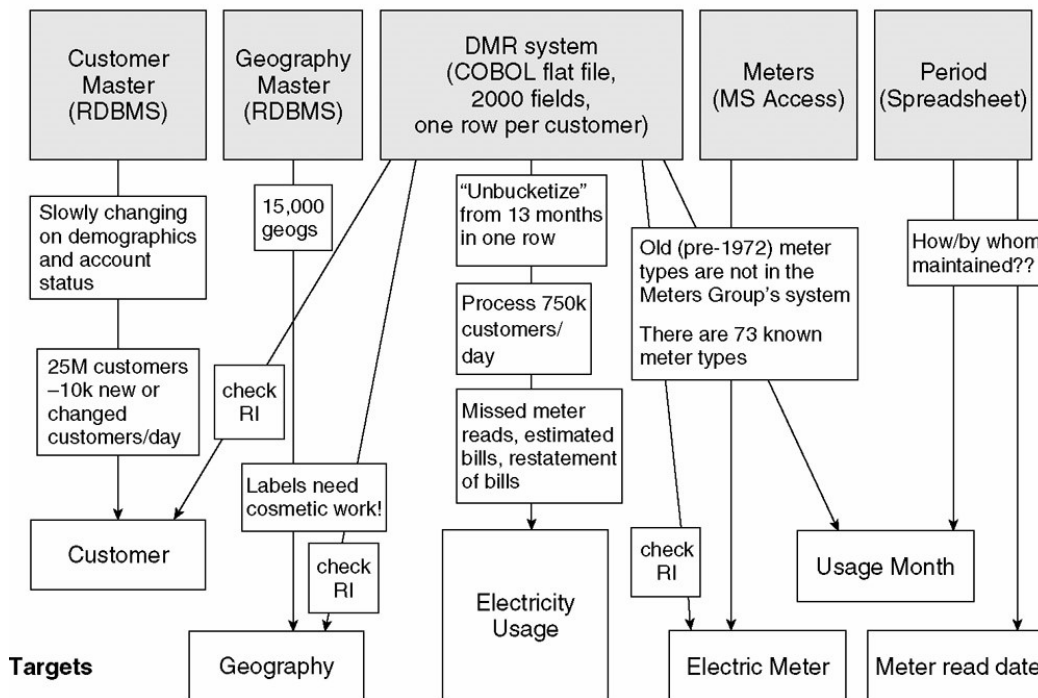 Customer
Master
(RDBMS)
Geography
Master
(RDBMS)
DMR system
(COBOL flat file,
2000 fields,
one row per customer)
Meters
(MS Access)
Period
(Spreadsheet)
Slowly changing
on demographics
and account
status
15,000
geogs
“Unbucketize”
from 13 months
in one row
Old (pre-1972) meter
types are not in the
Meters Group’s system
There are 73 known
meter types
How/by whom
maintained??
Process 750k
customers/
day
25M customers
–10k new or
changed
customers/day
check
RI
Missed meter
reads, estimated
bills, restatement
of bills
Labels need
cosmetic work!
check
RI
check
RI
Customer
Electricity
Usage
Usage Month
Targets
Geography
Electric Meter
Meter read date